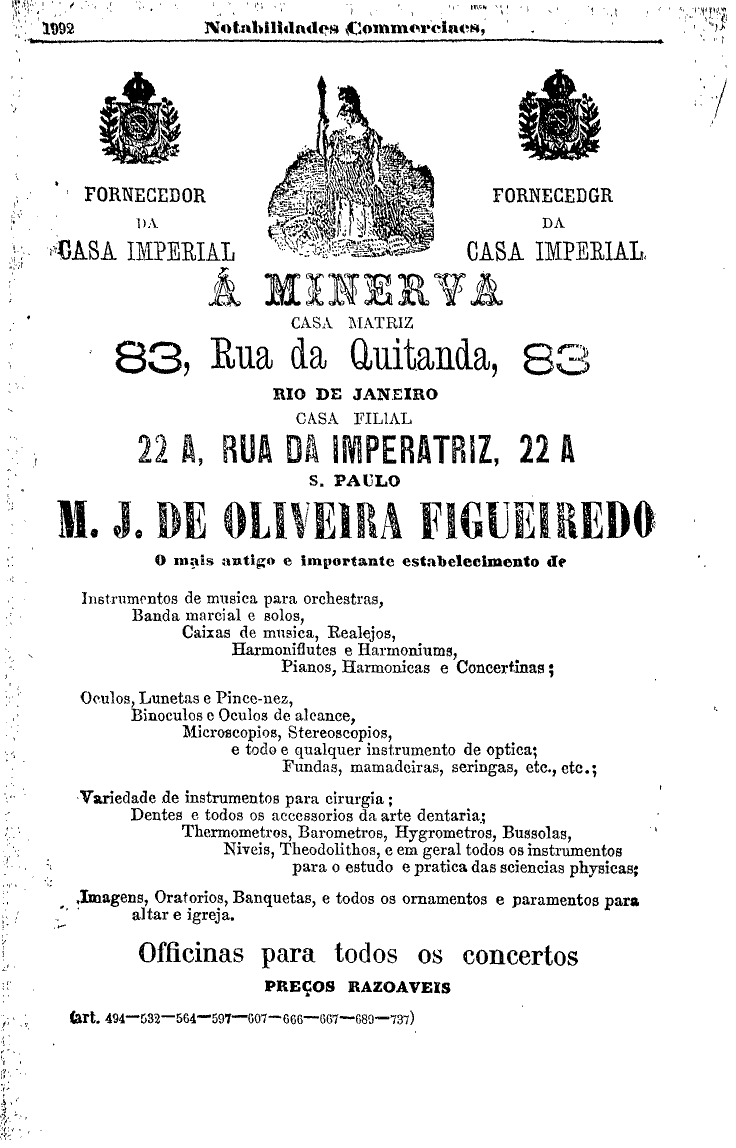 1992
Notabilidades Commerciaes,
FORNECEDOR
DA
CASA IMPERIAL
FORNECEDGR
DA
CASA IMPERIAL
Á MINERVA
CASA MATRIZ
83, Rua da Quitanda, 83
RIO DE JANEIRO
CASA FILIAL
22 A, RUA DA IMPERATRIZ, 22 A
S. PAULO
M. J. DE OLIVEIRA FIGUEIREDO
O mais antigo e importante estabelecimento de
Instrumentos de musica para orchestras,
Banda marcial e solos,
Caixas de musica, Realejos,
Harmoniflutes e Harmoniums,
Pianos, Harmonicas e Concertinas;
Oculos, Lunetas e Pince-nez,
Binoculos e Oculos de alcance,
Microscopios, Stereoscopios,
e todo e qualquer instrumento de optica;
Fundas, mamadeiras, seringas, etc., etc.;
Variedade de instrumentos para cirurgia;
Dentes e todos os accessorios da arte dentaria;
Thermometros, Barometros, Hygrometros, Bussolas,
Niveis, Theodolithos, e em geral todos os instrumentos
para o estudo e pratica das sciencias physicas;
Imagens, Oratorios, Banquetas, e todos os ornamentos e paramentos para
altar e igreja.
Officinas para todos os concertos
PREÇOS RAZOAVEIS
(art. 494—532—564—597—607—666—667—689—737)